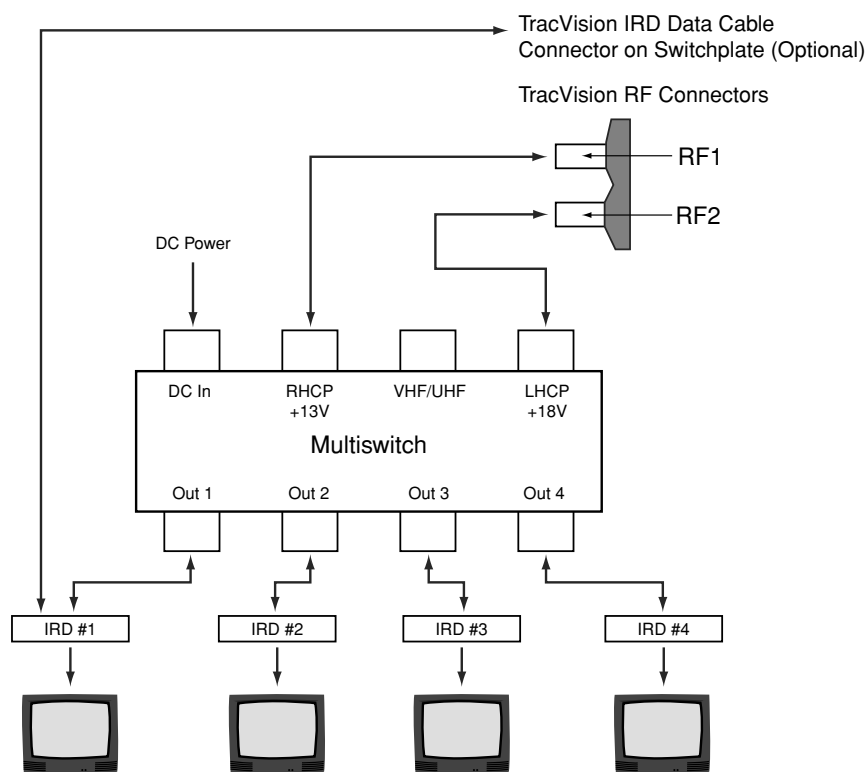 TracVision IRD Data Cable
Connector on Switchplate (Optional)
TracVision RF Connectors
RF1
RF2
DC Power
DC In
RHCP
+13V
VHF/UHF
LHCP
+18V
Multiswitch
Out 1
Out 2
Out 3
Out 4
IRD #1
IRD #2
IRD #3
IRD #4